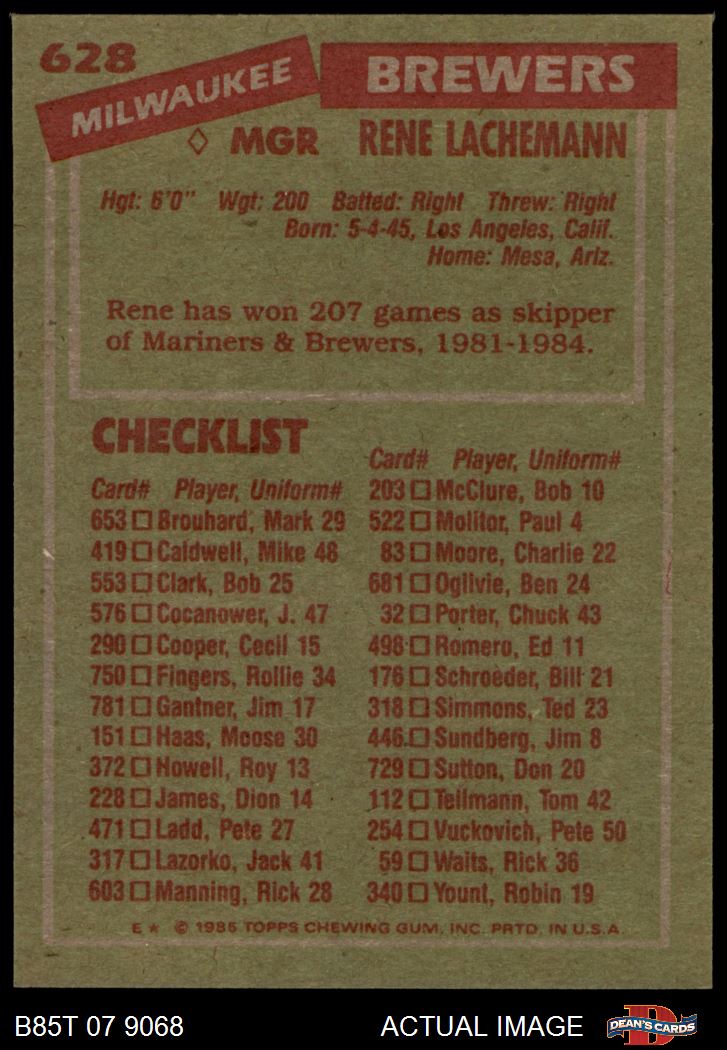 628
MILWAUKEE BREWERS
MGR RENE LACHEMANN
Hgt: 6'0" Wgt: 200 Batted: Right Threw: Right
Born: 5-4-45, Los Angeles, Calif.
Home: Mesa, Ariz.
Rene has won 207 games as skipper
of Mariners & Brewers, 1981-1984.
CHECKLIST
Card# Player, Uniform#
653 Brouhard, Mark 29
419 Caldwell, Mike 48
553 Clark, Bob 25
576 Cocanower, J. 47
290 Cooper, Cecil 15
750 Fingers, Rollie 34
781 Gantner, Jim 17
151 Haas, Moose 30
372 Howell, Roy 13
228 James, Dion 14
471 Ladd, Pete 27
317 Lazorko, Jack 41
603 Manning, Rick 28
Card# Player, Uniform#
203 McClure, Bob 10
522 Molitor, Paul 4
83 Moore, Charlie 22
681 Ogilvie, Ben 24
32 Porter, Chuck 43
498 Romero, Ed 11
176 Schroeder, Bill 21
318 Simmons, Ted 23
446 Sundberg, Jim 8
729 Sutton, Don 20
112 Tellmann, Tom 42
254 Vuckovich, Pete 50
59 Waits, Rick 36
340 Yount, Robin 19
E * © 1985 TOPPS CHEWING GUM, INC. PRTD. IN U.S.A.
B85T 07 9068 ACTUAL IMAGE
D
DEAN'S CARDS